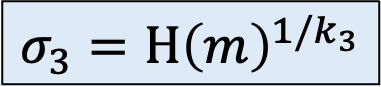 σ₃ = H(m)^{1/k₃}